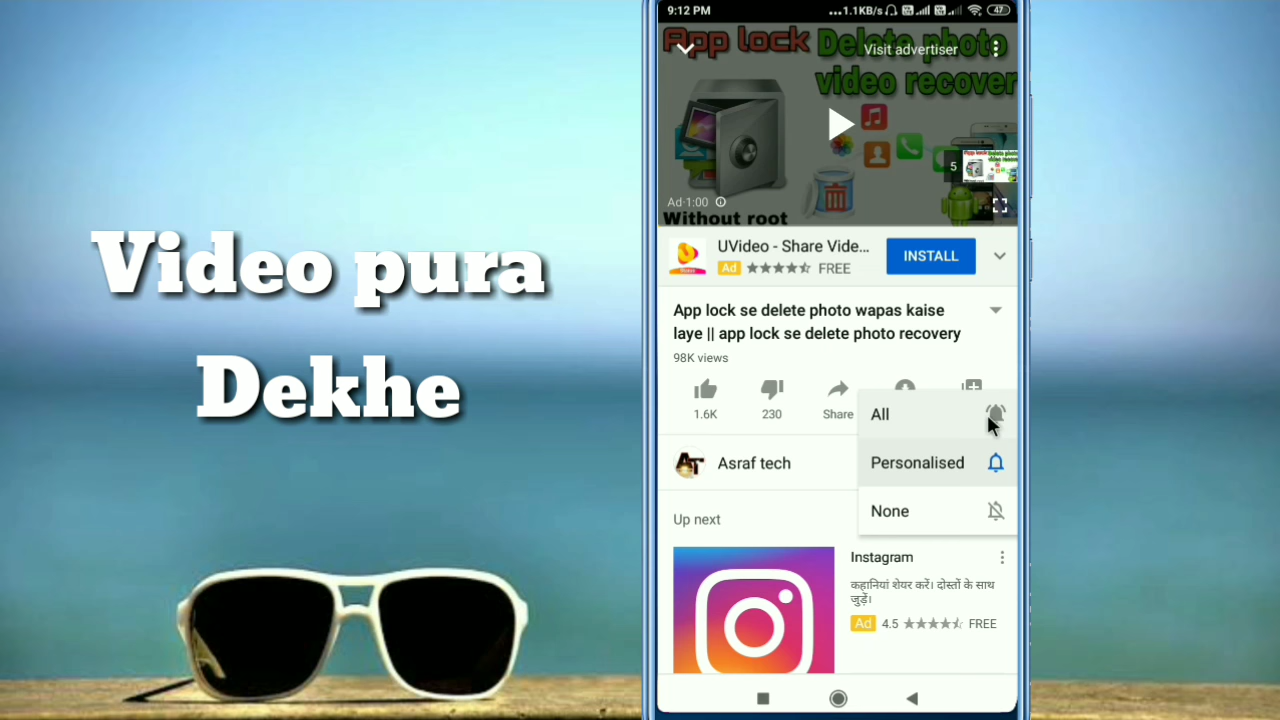 Video pura
Dekhe
9:12 PM
...1.1KB/s
47
App lock
Delete photo
video recover
Visit advertiser
5
Ad · 1:00
Without root
UVideo - Share Vide...
Ad
FREE
INSTALL
App lock se delete photo wapas kaise
laye || app lock se delete photo recovery
98K views
1.6K
230
Share
All
Personalised
None
AT
Asraf tech
Up next
Instagram
कहानियां शेयर करें। दोस्तों के साथ
जुड़ें।
Ad 4.5
FREE